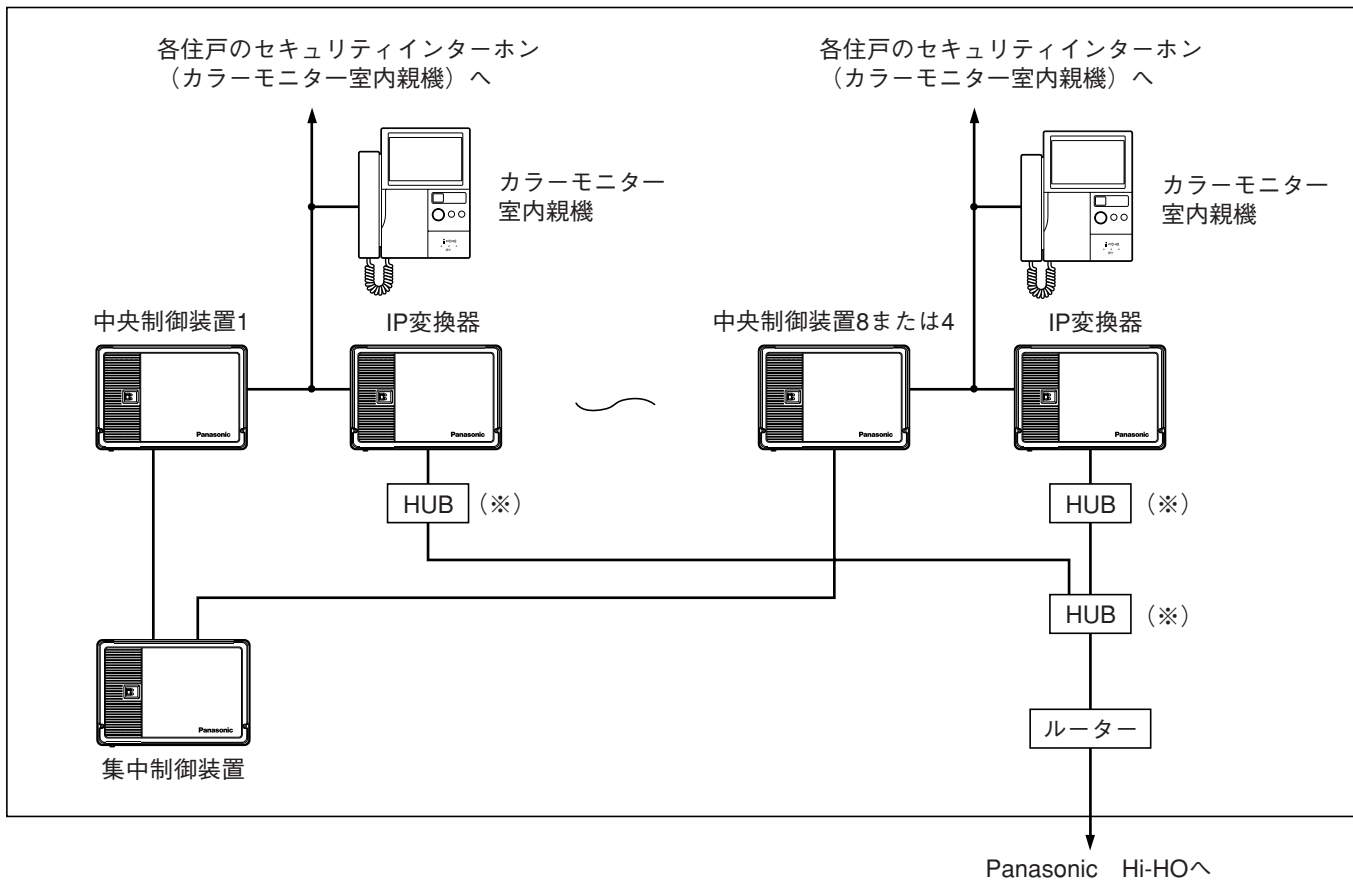 各住戸のセキュリティインターホン
（カラーモニター室内親機）へ
各住戸のセキュリティインターホン
（カラーモニター室内親機）へ
カラーモニター
室内親機
カラーモニター
室内親機
中央制御装置1
IP変換器
中央制御装置8または4
IP変換器
Panasonic
Panasonic
Panasonic
Panasonic
HUB
（※）
HUB
（※）
HUB
（※）
Panasonic
集中制御装置
ルーター
Panasonic Hi-HOへ